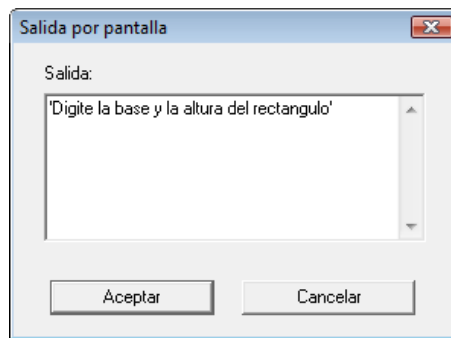 Salida por pantalla
Salida:
'Digite la base y la altura del rectangulo'
Aceptar
Cancelar